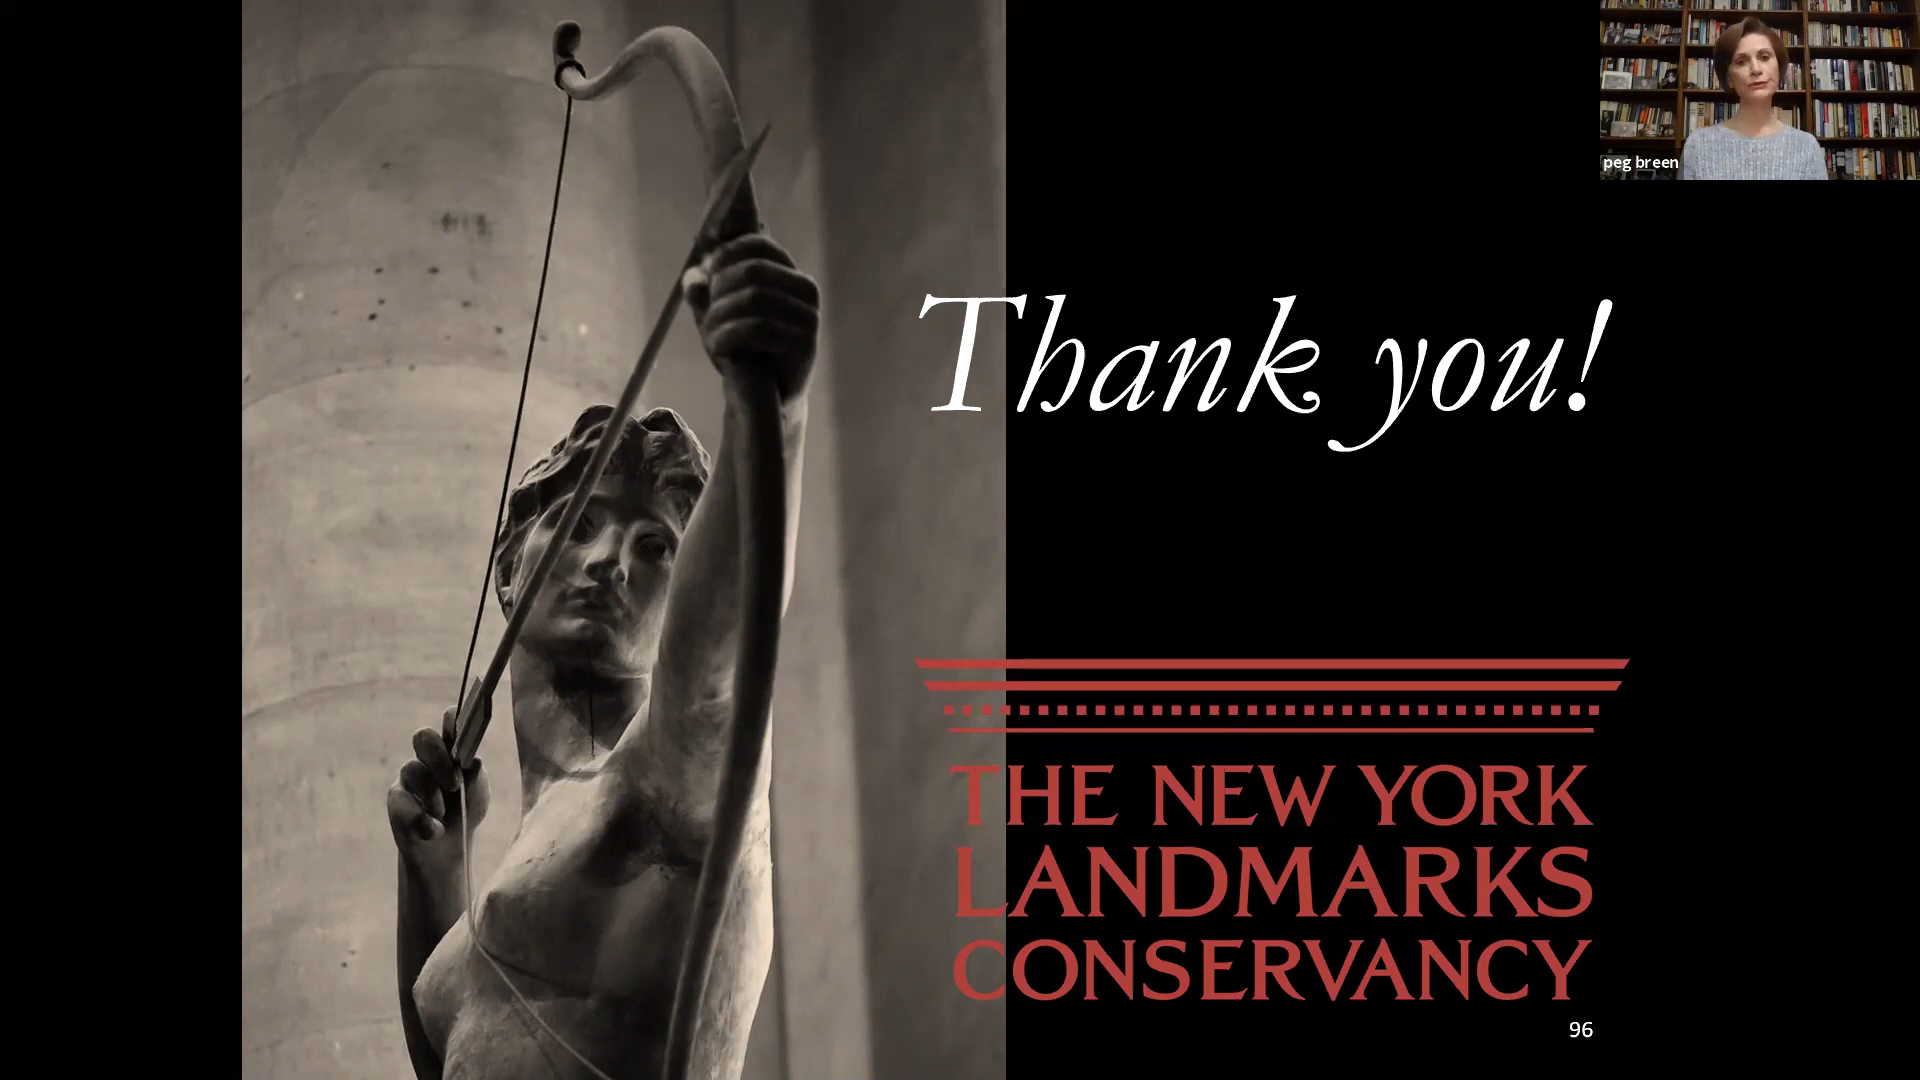 peg breen
Thank you!
THE NEW YORK
LANDMARKS
CONSERVANCY
96